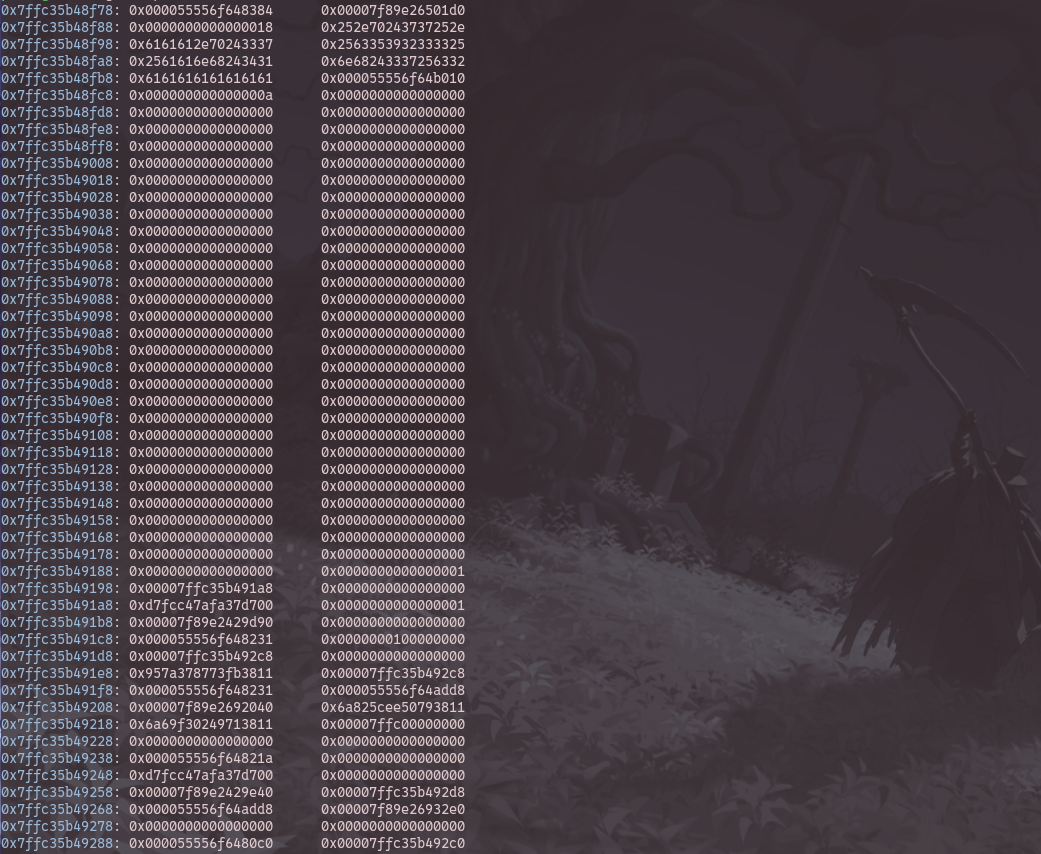 0x7ffc35b48f78: 0x000055556f648384 0x00007f89e26501d0
0x7ffc35b48f88: 0x0000000000000018 0x252e70243737252e
0x7ffc35b48f98: 0x6161612e70243337 0x2563353932333325
0x7ffc35b48fa8: 0x2561616e68243431 0x6e68243337256332
0x7ffc35b48fb8: 0x6161616161616161 0x000055556f64b010
0x7ffc35b48fc8: 0x000000000000000a 0x0000000000000000
0x7ffc35b48fd8: 0x0000000000000000 0x0000000000000000
0x7ffc35b48fe8: 0x0000000000000000 0x0000000000000000
0x7ffc35b48ff8: 0x0000000000000000 0x0000000000000000
0x7ffc35b49008: 0x0000000000000000 0x0000000000000000
0x7ffc35b49018: 0x0000000000000000 0x0000000000000000
0x7ffc35b49028: 0x0000000000000000 0x0000000000000000
0x7ffc35b49038: 0x0000000000000000 0x0000000000000000
0x7ffc35b49048: 0x0000000000000000 0x0000000000000000
0x7ffc35b49058: 0x0000000000000000 0x0000000000000000
0x7ffc35b49068: 0x0000000000000000 0x0000000000000000
0x7ffc35b49078: 0x0000000000000000 0x0000000000000000
0x7ffc35b49088: 0x0000000000000000 0x0000000000000000
0x7ffc35b49098: 0x0000000000000000 0x0000000000000000
0x7ffc35b490a8: 0x0000000000000000 0x0000000000000000
0x7ffc35b490b8: 0x0000000000000000 0x0000000000000000
0x7ffc35b490c8: 0x0000000000000000 0x0000000000000000
0x7ffc35b490d8: 0x0000000000000000 0x0000000000000000
0x7ffc35b490e8: 0x0000000000000000 0x0000000000000000
0x7ffc35b490f8: 0x0000000000000000 0x0000000000000000
0x7ffc35b49108: 0x0000000000000000 0x0000000000000000
0x7ffc35b49118: 0x0000000000000000 0x0000000000000000
0x7ffc35b49128: 0x0000000000000000 0x0000000000000000
0x7ffc35b49138: 0x0000000000000000 0x0000000000000000
0x7ffc35b49148: 0x0000000000000000 0x0000000000000000
0x7ffc35b49158: 0x0000000000000000 0x0000000000000000
0x7ffc35b49168: 0x0000000000000000 0x0000000000000000
0x7ffc35b49178: 0x0000000000000000 0x0000000000000000
0x7ffc35b49188: 0x0000000000000000 0x0000000000000001
0x7ffc35b49198: 0x00007ffc35b491a8 0x0000000000000000
0x7ffc35b491a8: 0xd7fcc47afa37d700 0x0000000000000001
0x7ffc35b491b8: 0x00007f89e2429d90 0x0000000000000000
0x7ffc35b491c8: 0x000055556f648231 0x0000000100000000
0x7ffc35b491d8: 0x00007ffc35b492c8 0x0000000000000000
0x7ffc35b491e8: 0x957a378773fb3811 0x00007ffc35b492c8
0x7ffc35b491f8: 0x000055556f648231 0x000055556f64add8
0x7ffc35b49208: 0x00007f89e2692040 0x6a825cee50793811
0x7ffc35b49218: 0x6a69f30249713811 0x00007ffc00000000
0x7ffc35b49228: 0x0000000000000000 0x0000000000000000
0x7ffc35b49238: 0x000055556f64821a 0x0000000000000000
0x7ffc35b49248: 0xd7fcc47afa37d700 0x0000000000000000
0x7ffc35b49258: 0x00007f89e2429e40 0x00007ffc35b492d8
0x7ffc35b49268: 0x000055556f64add8 0x00007f89e26932e0
0x7ffc35b49278: 0x0000000000000000 0x0000000000000000
0x7ffc35b49288: 0x000055556f6480c0 0x00007ffc35b492c0